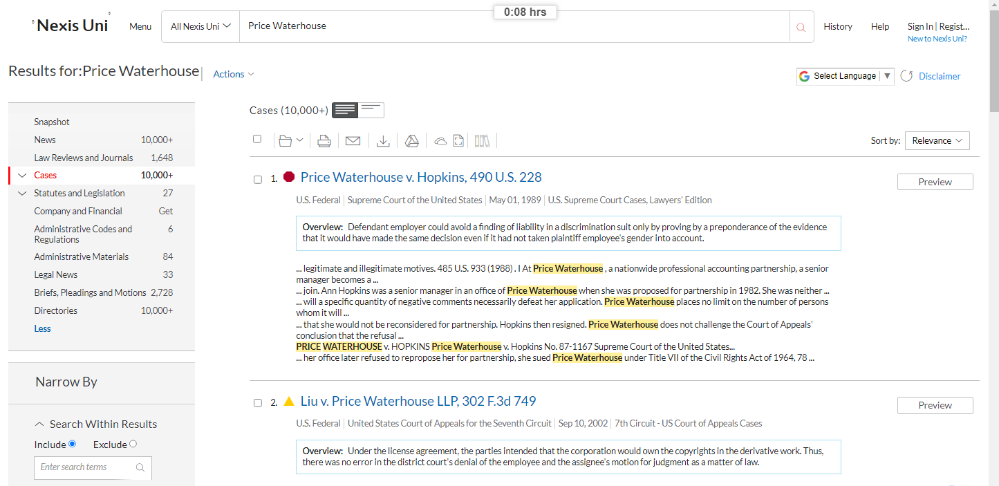 0:08 hrs
Nexis Uni
Menu
All Nexis Uni
Price Waterhouse
History
Help
Sign In | Regist...
New to Nexis Uni?
Results for:Price Waterhouse|
Actions
Select Language
Disclaimer
Snapshot
News 10,000+
Law Reviews and Journals 1,648
Cases 10,000+
Statutes and Legislation 27
Company and Financial Get
Administrative Codes and 6
Regulations
Administrative Materials 84
Legal News 33
Briefs, Pleadings and Motions 2,728
Directories 10,000+
Less
Narrow By
Search Within Results
Include Exclude
Enter search terms
Cases (10,000+)
Sort by: Relevance
1. Price Waterhouse v. Hopkins, 490 U.S. 228
Preview
U.S. Federal | Supreme Court of the United States | May 01, 1989 | U.S. Supreme Court Cases, Lawyers' Edition
Overview: Defendant employer could avoid a finding of liability in a discrimination suit only by proving by a preponderance of the evidence
that it would have made the same decision even if it had not taken plaintiff employee's gender into account.
... legitimate and illegitimate motives. 485 U.S. 933 (1988) . I At Price Waterhouse , a nationwide professional accounting partnership, a senior
manager becomes a ...
... join. Ann Hopkins was a senior manager in an office of Price Waterhouse when she was proposed for partnership in 1982. She was neither ...
... will a specific quantity of negative comments necessarily defeat her application. Price Waterhouse places no limit on the number of persons
whom it will ...
... that she would not be reconsidered for partnership. Hopkins then resigned. Price Waterhouse does not challenge the Court of Appeals'
conclusion that the refusal ...
PRICE WATERHOUSE v. HOPKINS Price Waterhouse v. Hopkins No. 87-1167 Supreme Court of the United States...
... her office later refused to repropose her for partnership, she sued Price Waterhouse under Title VII of the Civil Rights Act of 1964, 78 ...
2. Liu v. Price Waterhouse LLP, 302 F.3d 749
Preview
U.S. Federal | United States Court of Appeals for the Seventh Circuit | Sep 10, 2002 | 7th Circuit - US Court of Appeals Cases
Overview: Under the license agreement, the parties intended that the corporation would own the copyrights in the derivative work. Thus,
there was no error in the district court's denial of the employee and the assignee's motion for judgment as a matter of law.